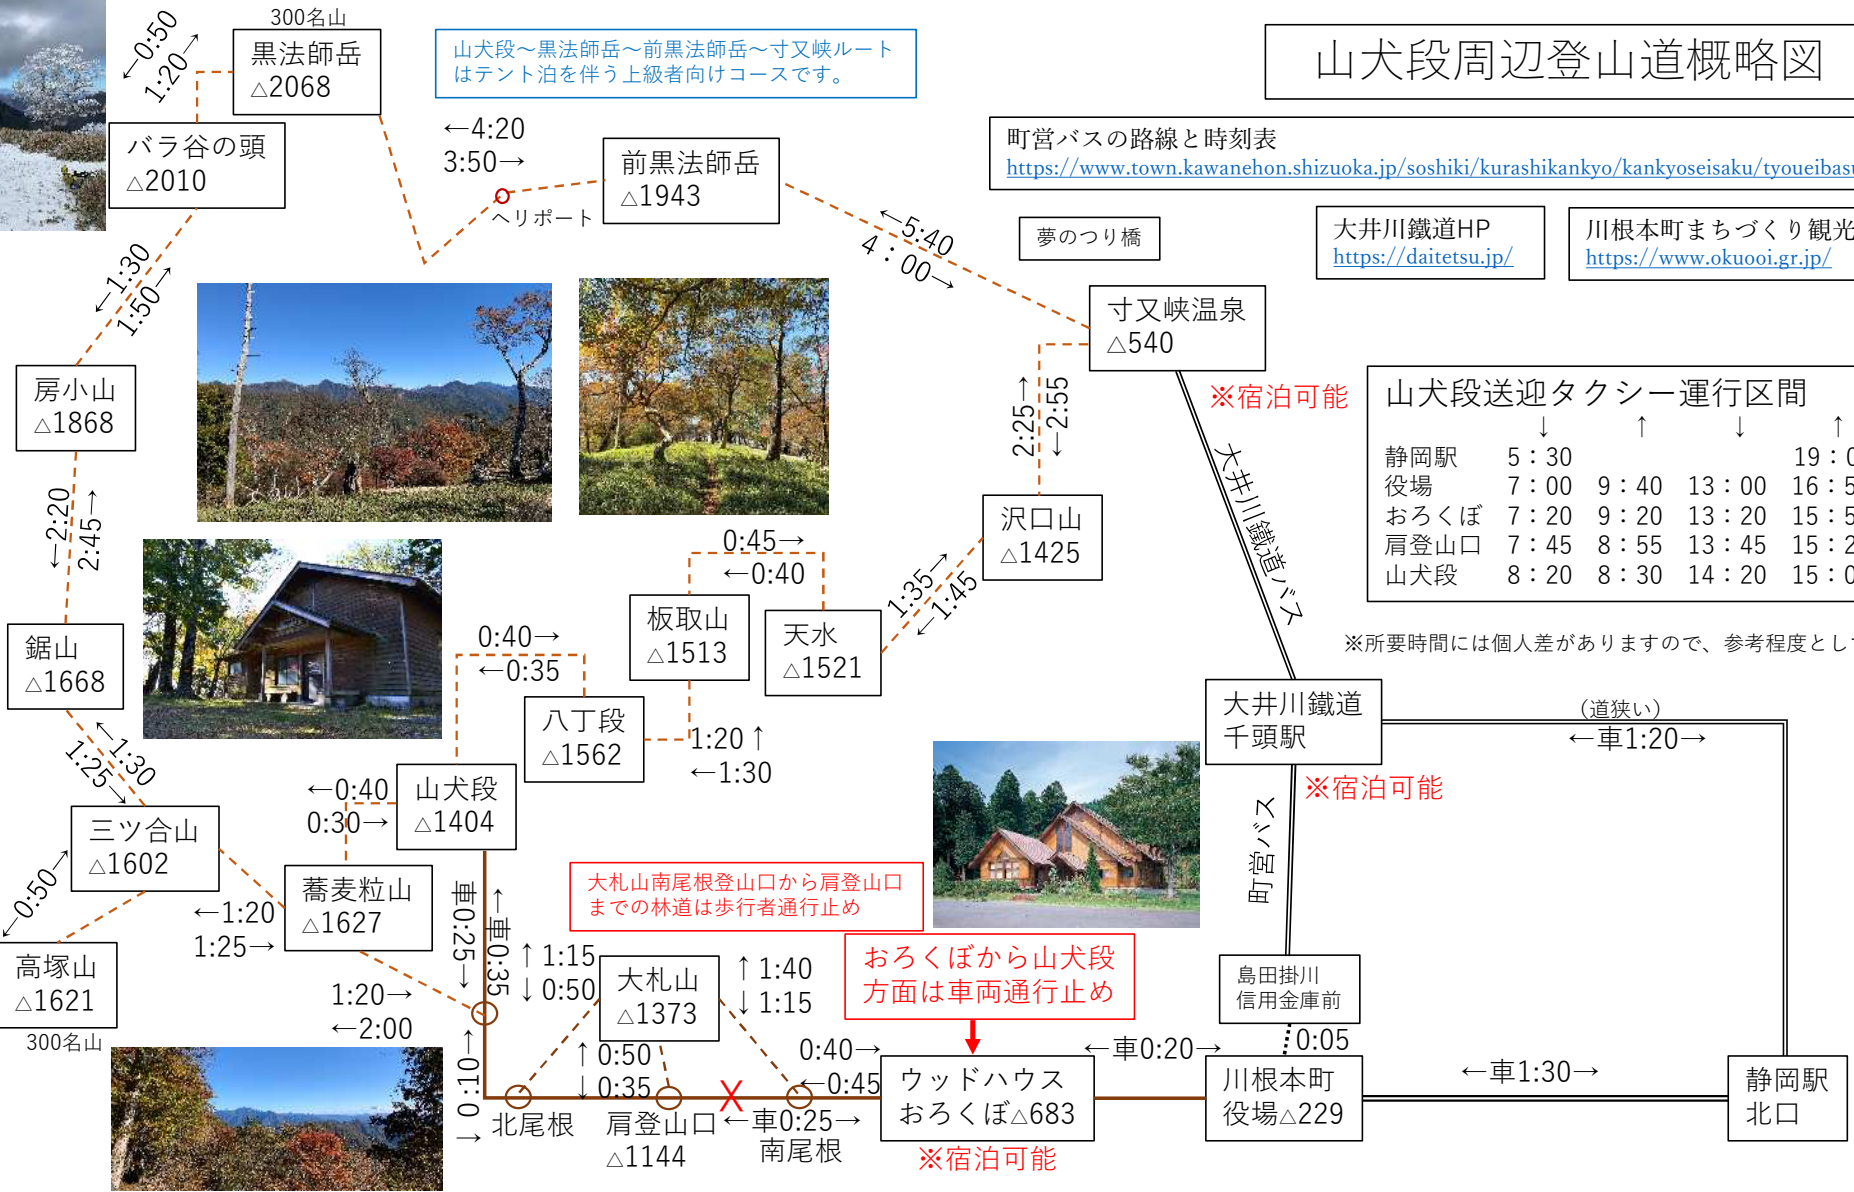 300名山
黒法師岳
△2068
←0:50
1:20→
バラ谷の頭
△2010
山犬段～黒法師岳～前黒法師岳～寸又峡ルート
はテント泊を伴う上級者向けコースです。
山犬段周辺登山道概略図
町営バスの路線と時刻表
https://www.town.kawanehon.shizuoka.jp/soshiki/kurashikankyo/kankyoseisaku/tyoueibasu
←4:20
3:50→
前黒法師岳
△1943
ヘリポート
←5:40
4：00→
夢のつり橋
大井川鐵道HP
https://daitetsu.jp/
川根本町まちづくり観光
https://www.okuooi.gr.jp/
←1:30
1:50→
寸又峡温泉
△540
※宿泊可能
房小山
△1868
2:25→
←2:55
大井川鐵道バス
山犬段送迎タクシー運行区間
↓ ↑ ↓ ↑
静岡駅 5：30 19：0
役場 7：00 9：40 13：00 16：5
おろくぼ 7：20 9：20 13：20 15：5
肩登山口 7：45 8：55 13：45 15：2
山犬段 8：20 8：30 14：20 15：0
※所要時間には個人差がありますので、参考程度として
←2:20
2:45→
沢口山
△1425
0:45→
←0:40
1:35→
←1:45
板取山
△1513
天水
△1521
鋸山
△1668
0:40→
←0:35
八丁段
△1562
1:20↑
←1:30
←1:30
1:25→
大井川鐵道
千頭駅
※宿泊可能
（道狭い）
←車1:20→
山犬段
△1404
←0:40
0:30→
三ツ合山
△1602
←0:50→
蕎麦粒山
△1627
←1:20
1:25→
高塚山
△1621
300名山
車0:25→
←車0:35
町営バス
大札山南尾根登山口から肩登山口
までの林道は歩行者通行止め
おろくぼから山犬段
方面は車両通行止め
↑1:15
↓0:50
大札山
△1373
↑1:40
↓1:15
1:20→
←2:00
島田掛川
信用金庫前
0:05
←0:10→
↑0:50
↓0:35
0:40→
←0:45
X
北尾根
肩登山口
△1144
←車0:25→
南尾根
ウッドハウス
おろくぼ△683
※宿泊可能
←車0:20→
川根本町
役場△229
←車1:30→
静岡駅
北口